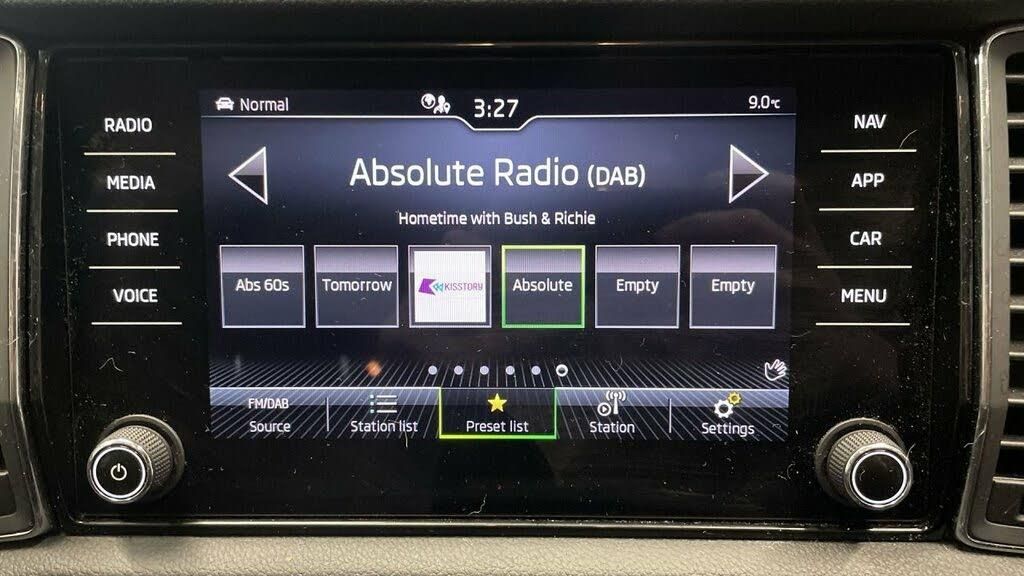 Normal
3:27
9.0°C
RADIO
MEDIA
PHONE
VOICE
NAV
APP
CAR
MENU
Absolute Radio (DAB)
Hometime with Bush & Richie
Abs 60s
Tomorrow
KISSTORY
Absolute
Empty
Empty
FM/DAB
Source
Station list
Preset list
Station
Settings